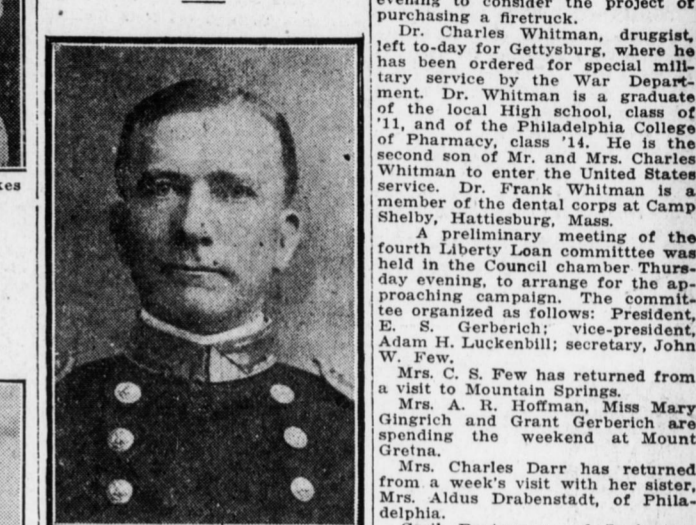 kes
evening to consider the project of
purchasing a firetruck.
Dr. Charles Whitman, druggist,
left to-day for Gettysburg, where he
has been ordered for special mili-
tary service by the War Depart-
ment. Dr. Whitman is a graduate
of the local High school, class of
'11, and of the Philadelphia College
of Pharmacy, class '14. He is the
second son of Mr. and Mrs. Charles
Whitman to enter the United States
service. Dr. Frank Whitman is a
member of the dental corps at Camp
Shelby, Hattiesburg, Mass.
A preliminary meeting of the
fourth Liberty Loan committtee was
held in the Council chamber Thurs-
day evening, to arrange for the ap-
proaching campaign. The commit-
tee organized as follows: President,
E. S. Gerberich; vice-president,
Adam H. Luckenbill; secretary, John
W. Few.
Mrs. C. S. Few has returned from
a visit to Mountain Springs.
Mrs. A. R. Hoffman, Miss Mary
Gingrich and Grant Gerberich are
spending the weekend at Mount
Gretna.
Mrs. Charles Darr has returned
from a week's visit with her sister,
Mrs. Aldus Drabenstadt, of Phila-
delphia.